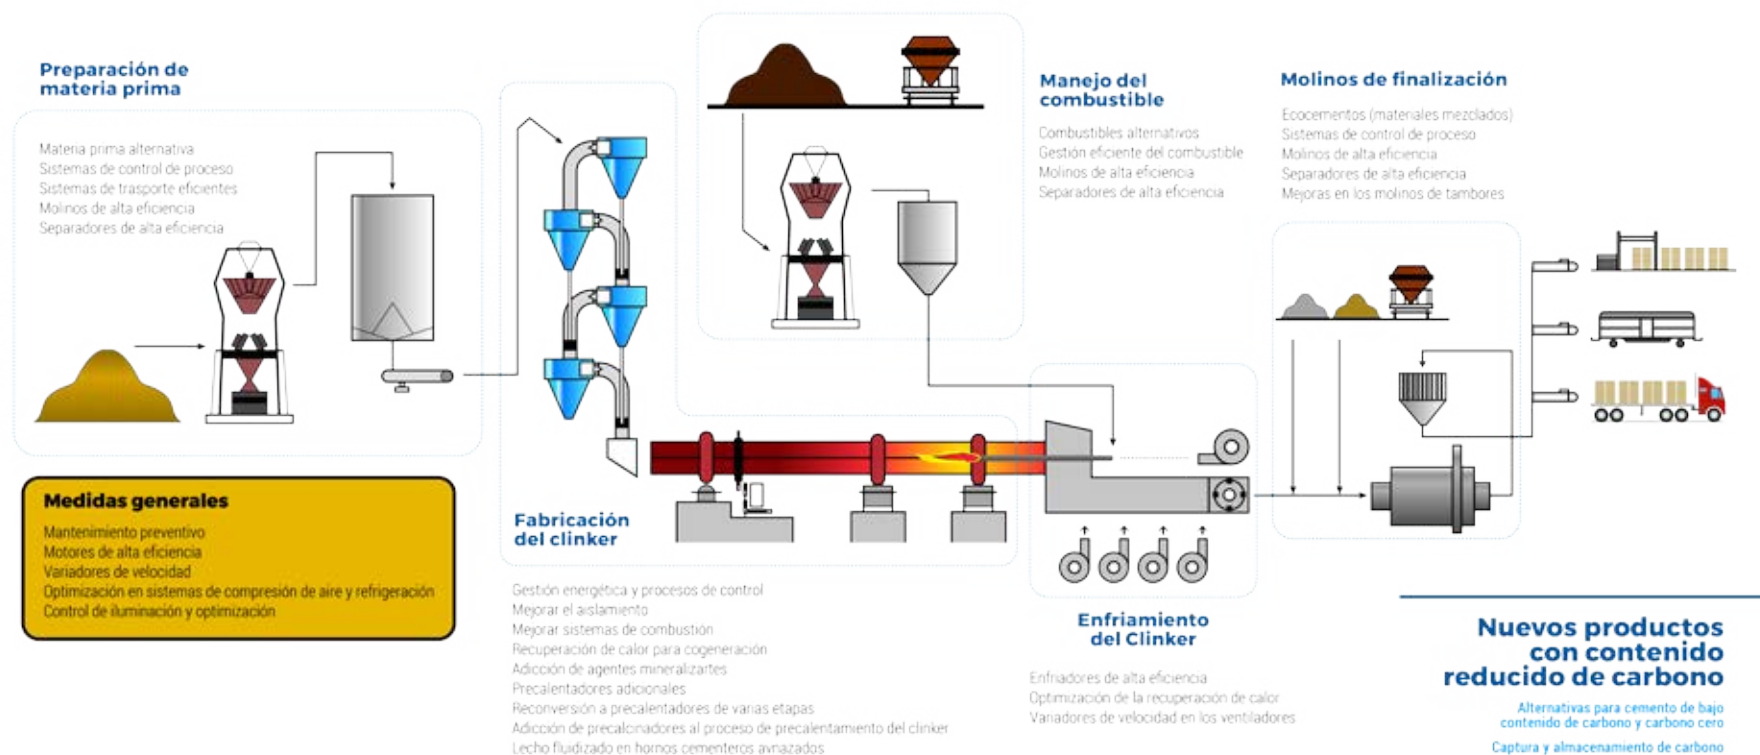 Preparación de
materia prima
Materia prima alternativa
Sistemas de control de proceso
Sistemas de trasporte eficientes
Molinos de alta eficiencia
Separadores de alta eficiencia
Medidas generales
Mantenimiento preventivo
Motores de alta eficiencia
Variadores de velocidad
Optimización en sistemas de compresión de aire y refrigeración
Control de iluminación y optimización
Fabricación
del clinker
Gestión energética y procesos de control
Mejorar el aislamiento
Mejorar sistemas de combustión
Recuperación de calor para cogeneración
Adicción de agentes mineralizartes
Precalentadores adicionales
Reconversión a precalentadores de varias etapas
Adicción de precalcinadores al proceso de precalentamiento del clinker
Lecho fluidizado en hornos cementeros avnazados
Manejo del
combustible
Combustibles alternativos
Gestión eficiente del combustible
Molinos de alta eficiencia
Separadores de alta eficiencia
Enfriamiento
del Clinker
Enfriadores de alta eficiencia
Optimización de la recuperación de calor
Variadores de velocidad en los ventiladores
Molinos de finalización
Ecocementos (materiales mezclados)
Sistemas de control de proceso
Molinos de alta eficiencia
Separadores de alta eficiencia
Mejoras en los molinos de tambores
Nuevos productos
con contenido
reducido de carbono
Alternativas para cemento de bajo
contenido de carbono y carbono cero
Captura y almacenamiento de carbono